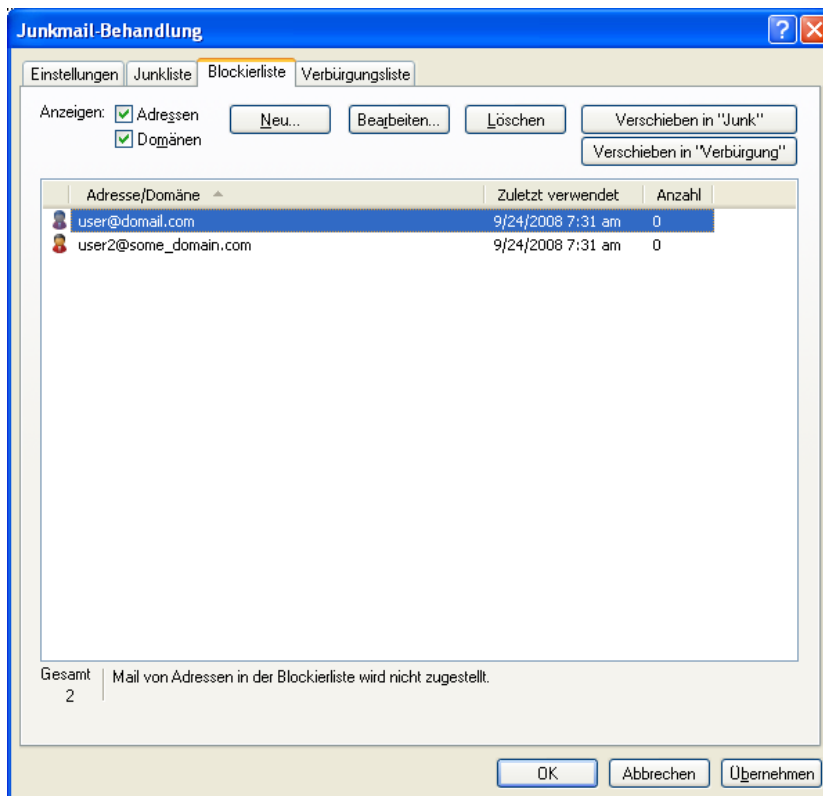 Junkmail-Behandlung
Einstellungen Junkliste Blockierliste Verbürgungsliste
Anzeigen: Adressen Neu... Bearbeiten... Löschen Verschieben in "Junk"
Domänen Verschieben in "Verbürgung"
Adresse/Domäne Zuletzt verwendet Anzahl
user@domail.com 9/24/2008 7:31 am 0
user2@some_domain.com 9/24/2008 7:31 am 0
Gesamt Mail von Adressen in der Blockierliste wird nicht zugestellt.
2
OK Abbrechen Übernehmen